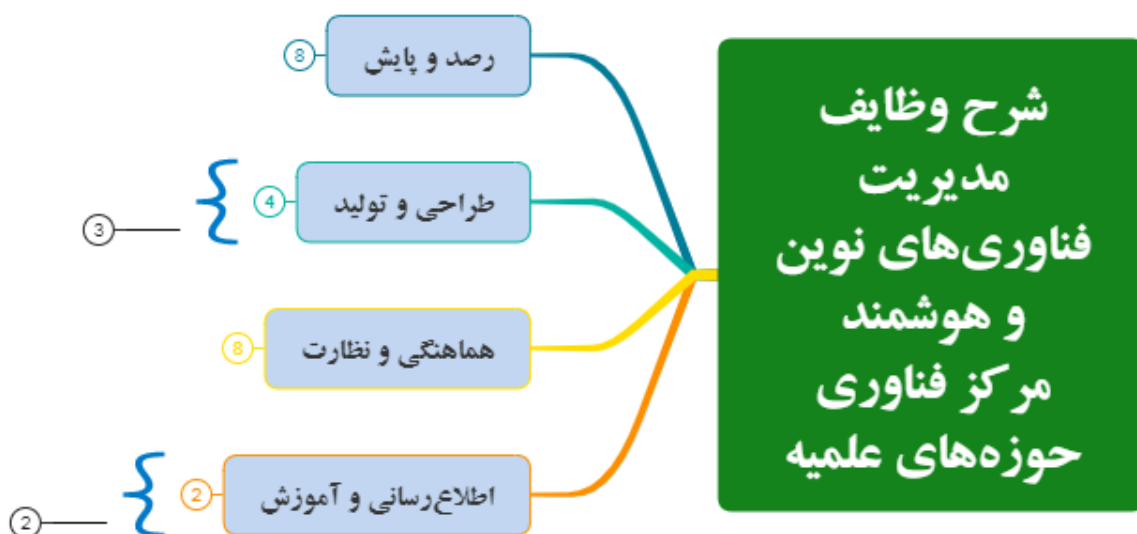 شرح وظایف
مدیریت
فناوری‌های نوین
و هوشمند
مرکز فناوری
حوزه‌های علمیه
رصد و پایش
8
طراحی و تولید
4
3
هماهنگی و نظارت
8
اطلاع‌رسانی و آموزش
2
2